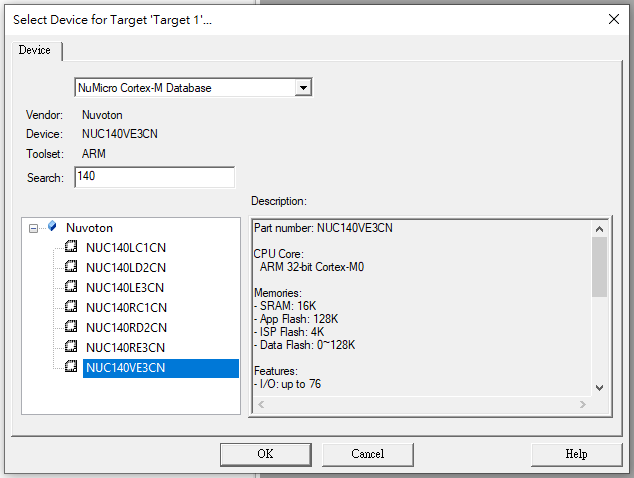 Select Device for Target 'Target 1'...
Device
NuMicro Cortex-M Database
Vendor: Nuvoton
Device: NUC140VE3CN
Toolset: ARM
Search: 140
Description:
Nuvoton
NUC140LC1CN
NUC140LD2CN
NUC140LE3CN
NUC140RC1CN
NUC140RD2CN
NUC140RE3CN
NUC140VE3CN
Part number: NUC140VE3CN
CPU Core:
ARM 32-bit Cortex-M0
Memories:
- SRAM: 16K
- App Flash: 128K
- ISP Flash: 4K
- Data Flash: 0~128K
Features:
- I/O: up to 76
OK
Cancel
Help